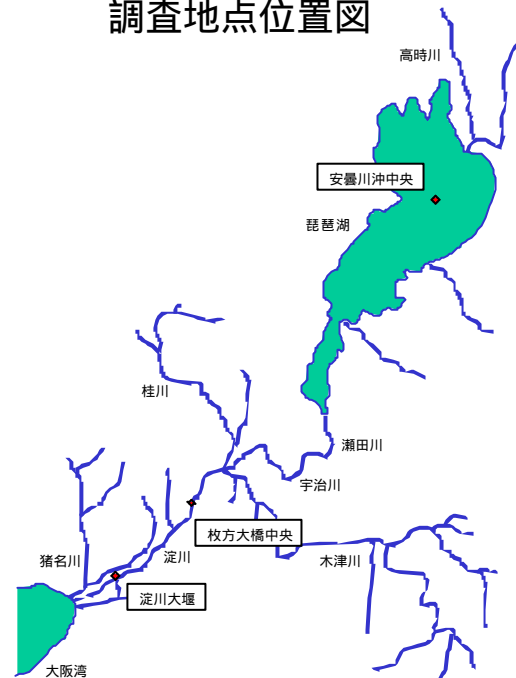 調査地点位置図
高時川
安曇川沖中央
琵琶湖
桂川
瀬田川
宇治川
枚方大橋中央
淀川
木津川
猪名川
淀川大堰
大阪湾